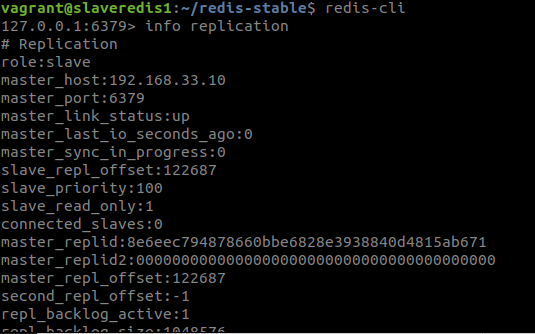 vagrant@slaveredis1:~/redis-stable$ redis-cli
127.0.0.1:6379> info replication
# Replication
role:slave
master_host:192.168.33.10
master_port:6379
master_link_status:up
master_last_io_seconds_ago:0
master_sync_in_progress:0
slave_repl_offset:122687
slave_priority:100
slave_read_only:1
connected_slaves:0
master_replid:8e6eec794878660bbe6828e3938840d4815ab671
master_replid2:0000000000000000000000000000000000000000
master_repl_offset:122687
second_repl_offset:-1
repl_backlog_active:1
repl_backlog_size:1048576